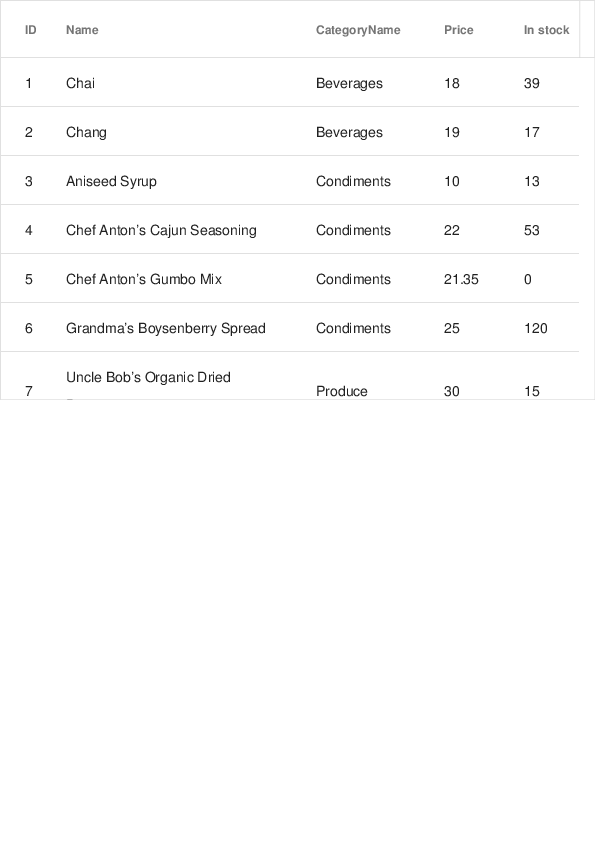 ID Name CategoryName Price In stock
1 Chai Beverages 18 39
2 Chang Beverages 19 17
3 Aniseed Syrup Condiments 10 13
4 Chef Anton’s Cajun Seasoning Condiments 22 53
5 Chef Anton’s Gumbo Mix Condiments 21.35 0
6 Grandma’s Boysenberry Spread Condiments 25 120
Uncle Bob’s Organic Dried
7 Produce 30 15